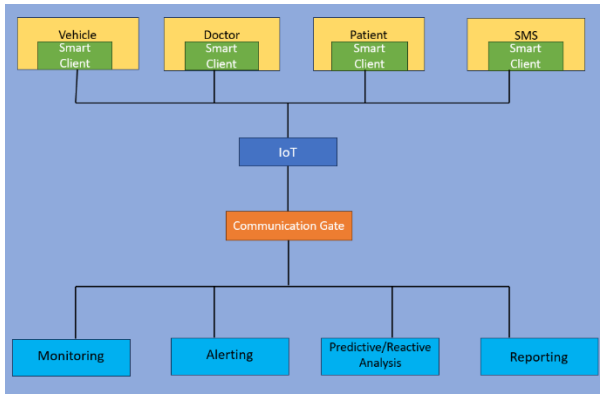 Vehicle
Smart
Client
Doctor
Smart
Client
Patient
Smart
Client
SMS
Smart
Client
IoT
Communication Gate
Monitoring
Alerting
Predictive/Reactive
Analysis
Reporting